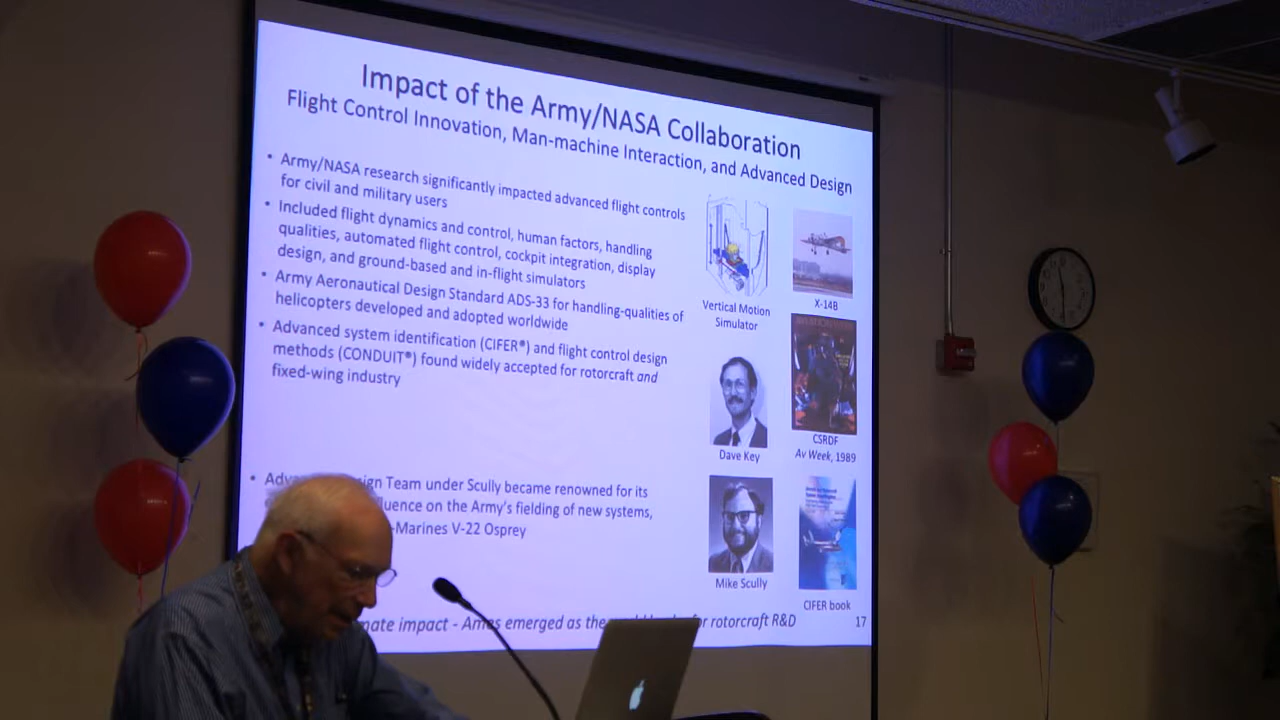 Impact of the Army/NASA Collaboration
Flight Control Innovation, Man-machine Interaction, and Advanced Design
• Army/NASA research significantly impacted advanced flight controls
for civil and military users
• Included flight dynamics and control, human factors, handling
qualities, automated flight control, cockpit integration, display
design, and ground-based and in-flight simulators
• Army Aeronautical Design Standard ADS-33 for handling-qualities of
helicopters developed and adopted worldwide
• Advanced system identification (CIFER®) and flight control design
methods (CONDUIT®) found widely accepted for rotorcraft and
fixed-wing industry
• Team under Scully became renowned for its
on the Army's fielding of new systems,
-Marines V-22 Osprey
Vertical Motion
Simulator
X-14B
Dave Key
CSRDF
Av Week, 1989
Mike Scully
CIFER book
impact - Ames emerged as the for rotorcraft R&D
17